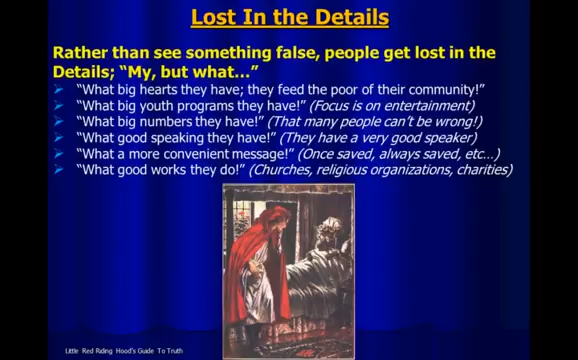 Lost In the Details
Rather than see something false, people get lost in the
Details; “My, but what…”
“What big hearts they have; they feed the poor of their community!”
“What big youth programs they have!” (Focus is on entertainment)
“What big numbers they have!” (That many people can’t be wrong!)
“What good speaking they have!” (They have a very good speaker)
“What a more convenient message!” (Once saved, always saved, etc…)
“What good works they do!” (Churches, religious organizations, charities)
Little Red Riding Hood’s Guide To Truth